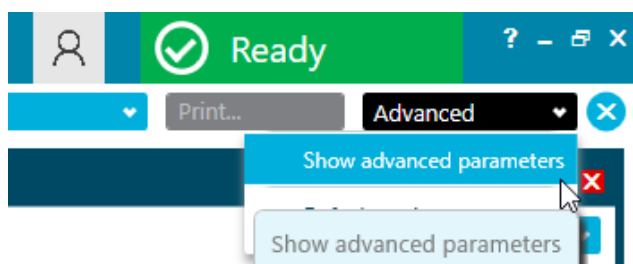 Ready
?
Print...
Advanced
Show advanced parameters
Show advanced parameters